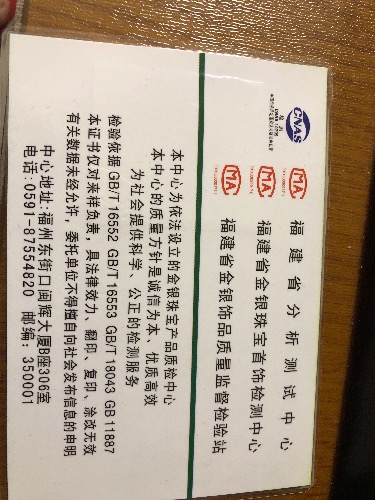 CNAS
MA
MA
MA
福建省分析测试中心
福建省金银珠宝首饰检测中心
福建省金银饰品质量监督检验站
本中心为依法设立的金银珠宝产品质检中心
本中心的质量方针是诚信为本、优质高效
为社会提供科学、公正的检测服务
检验依据 GB/T16552 GB/T16553 GB/T18043 GB 11887
本证书仅对来样负责，具法律效力，翻印、复印、涂改无效
有关数据未经允许，委托单位不得擅自向社会发布信息的申明
中心地址:福州东街口闽辉大厦B座306室
电话:0591-87554820 邮编: 350001